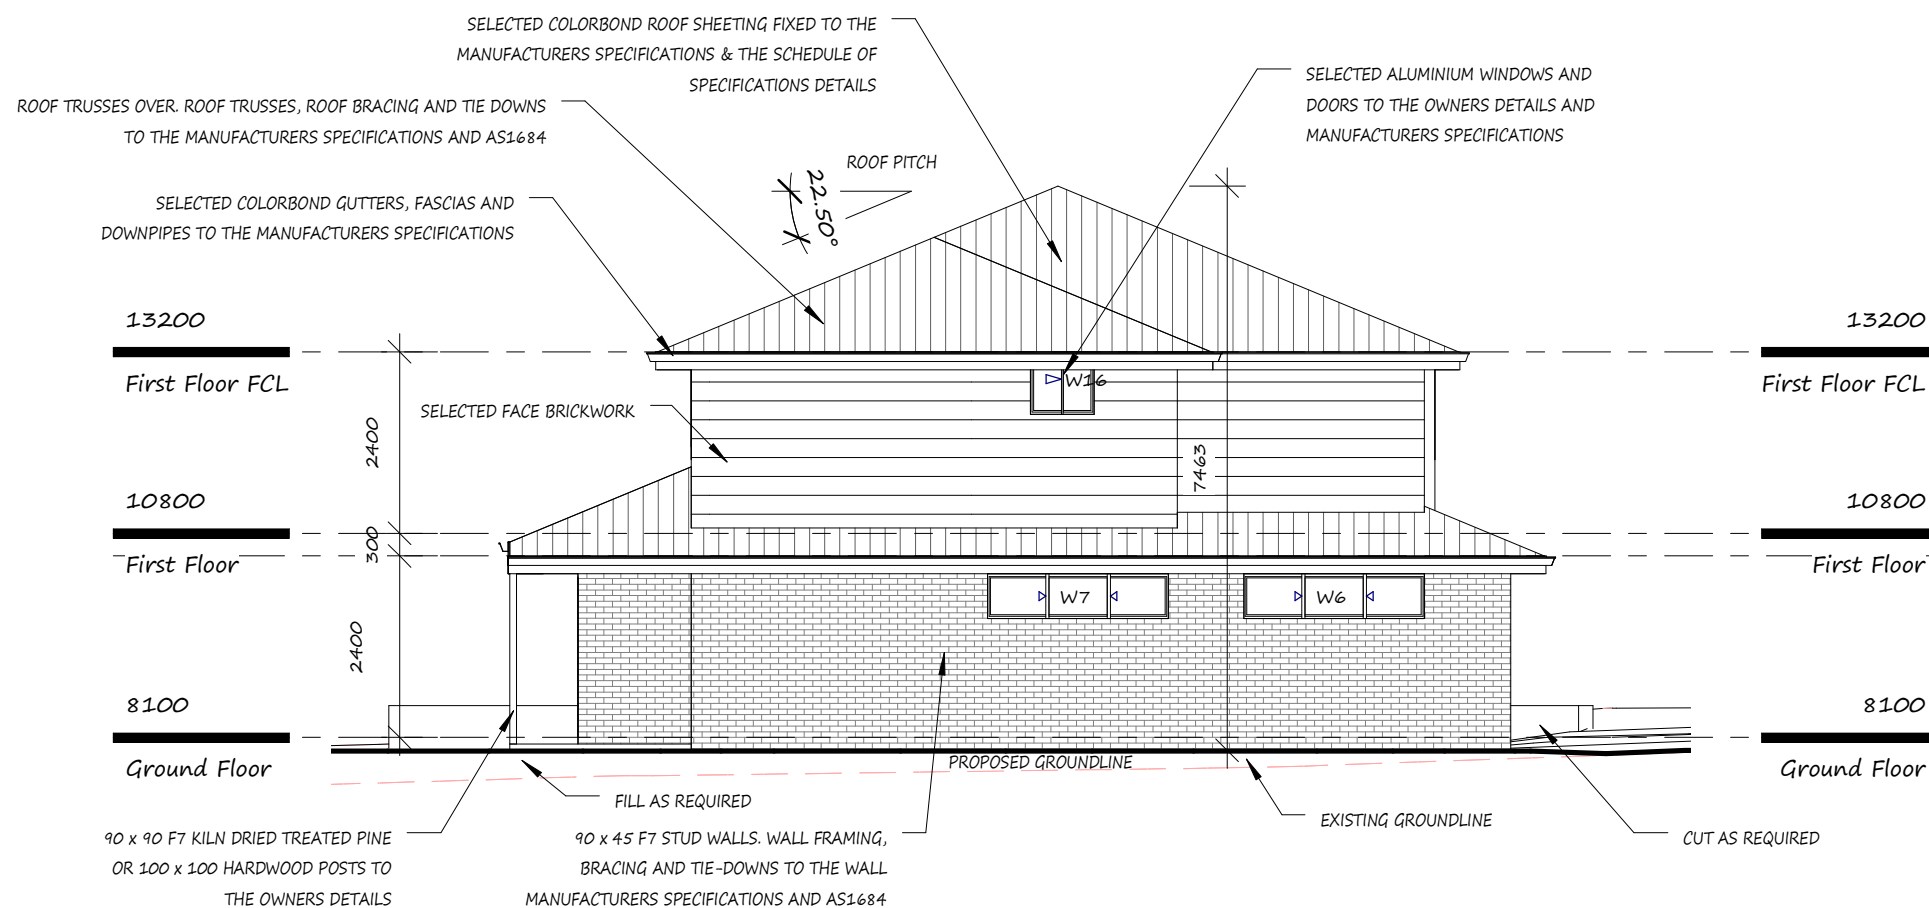 SELECTED COLORBOND ROOF SHEETING FIXED TO THE
MANUFACTURERS SPECIFICATIONS & THE SCHEDULE OF
SPECIFICATIONS DETAILS
SELECTED ALUMINIUM WINDOWS AND
DOORS TO THE OWNERS DETAILS AND
MANUFACTURERS SPECIFICATIONS
ROOF TRUSSES OVER. ROOF TRUSSES, ROOF BRACING AND TIE DOWNS
TO THE MANUFACTURERS SPECIFICATIONS AND AS1684
ROOF PITCH
22.50°
SELECTED COLORBOND GUTTERS, FASCIAS AND
DOWNPIPES TO THE MANUFACTURERS SPECIFICATIONS
13200
First Floor FCL
13200
First Floor FCL
W16
SELECTED FACE BRICKWORK
2400
7463
10800
First Floor
10800
First Floor
300
W7
W6
2400
8100
Ground Floor
8100
Ground Floor
PROPOSED GROUNDLINE
FILL AS REQUIRED
EXISTING GROUNDLINE
CUT AS REQUIRED
90 x 90 F7 KILN DRIED TREATED PINE
OR 100 x 100 HARDWOOD POSTS TO
THE OWNERS DETAILS
90 x 45 F7 STUD WALLS. WALL FRAMING,
BRACING AND TIE-DOWNS TO THE WALL
MANUFACTURERS SPECIFICATIONS AND AS1684